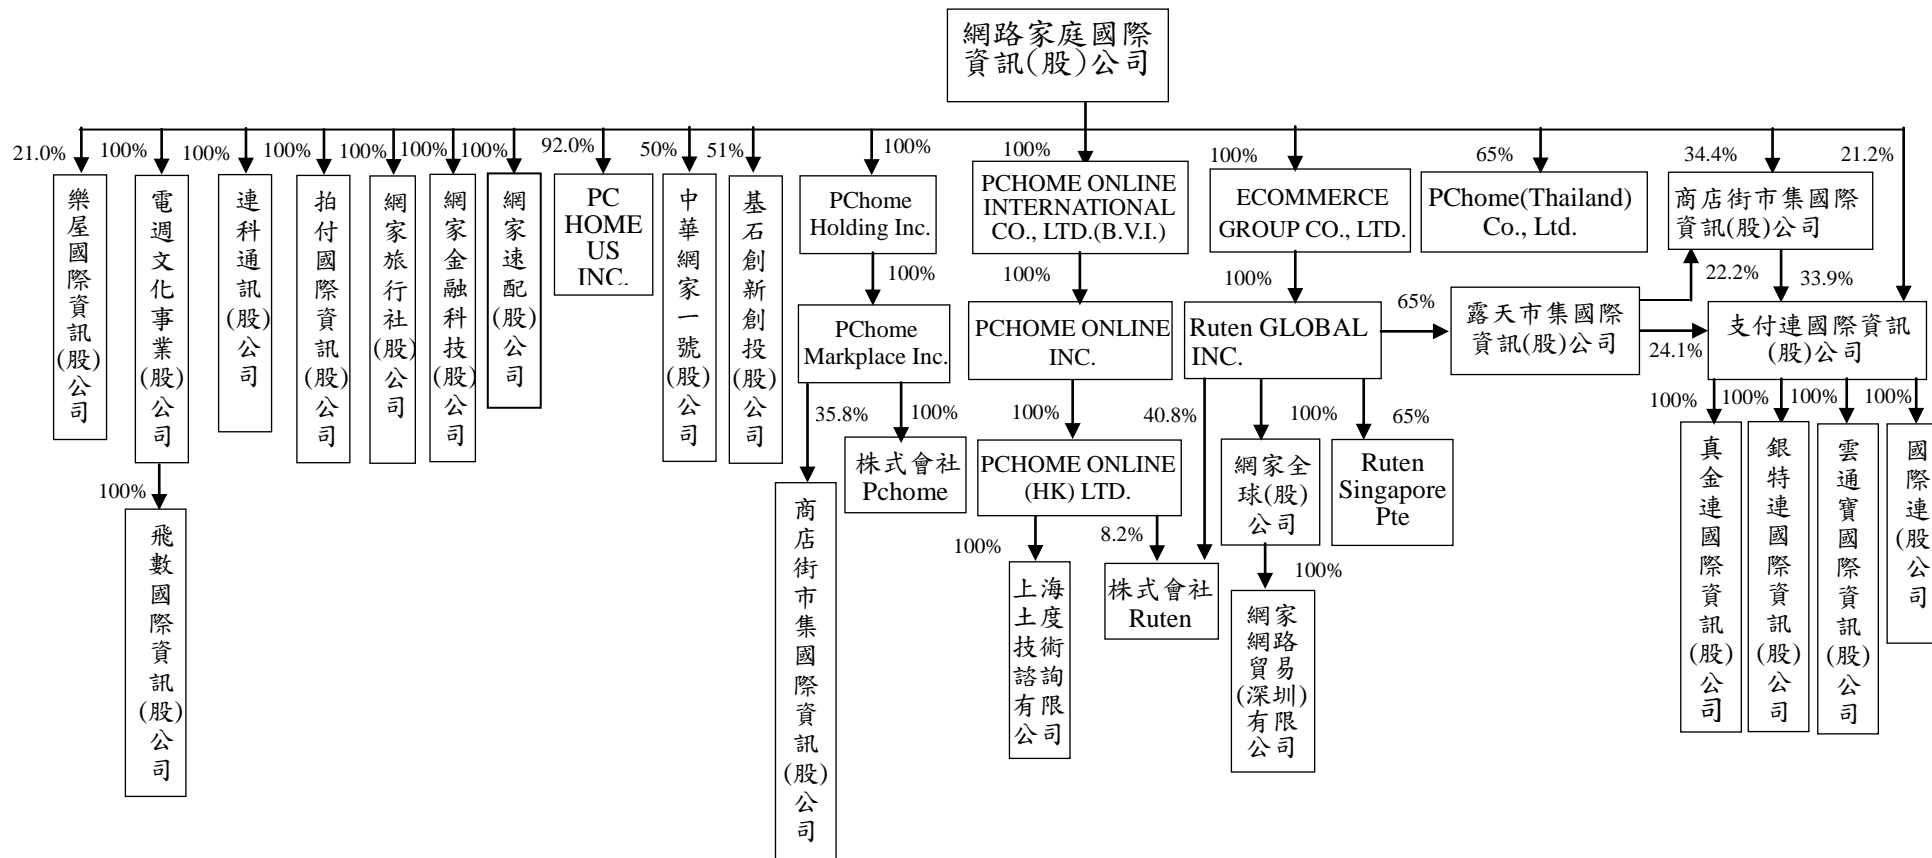 網路家庭國際
資訊(股)公司
21.0%
100%
100%
100%
100%
100%
100%
92.0%
50%
51%
100%
100%
100%
65%
34.4%
21.2%
樂屋國際資訊(股)公司
電週文化事業(股)公司
連科通訊(股)公司
拍付國際資訊(股)公司
網家旅行社(股)公司
網家金融科技(股)公司
網家速配(股)公司
PC
HOME
US
INC.
中華網家一號(股)公司
基石創新創投(股)公司
PChome
Holding Inc.
PCHOME ONLINE
INTERNATIONAL
CO., LTD.(B.V.I.)
ECOMMERCE
GROUP CO., LTD.
PChome(Thailand)
Co., Ltd.
商店街市集國際
資訊(股)公司
100%
100%
100%
22.2%
33.9%
PChome
Markplace Inc.
PCHOME ONLINE
INC.
Ruten GLOBAL
INC.
65%
露天市集國際
資訊(股)公司
24.1%
支付連國際資訊
(股)公司
35.8%
100%
100%
40.8%
100%
65%
100%
100%
100%
100%
株式會社
Pchome
PCHOME ONLINE
(HK) LTD.
網家全
球(股)
公司
Ruten
Singapore
Pte
真金連國際資訊(股)公司
銀特連國際資訊(股)公司
雲通寶國際資訊(股)公司
國際連(股)公司
100%
飛數國際資訊(股)公司
商店街市集國際資訊(股)公司
100%
8.2%
100%
上海
土度
技術
諮詢
有限
公司
株式會社
Ruten
網家
網路
貿易
(深圳)
有限
公司